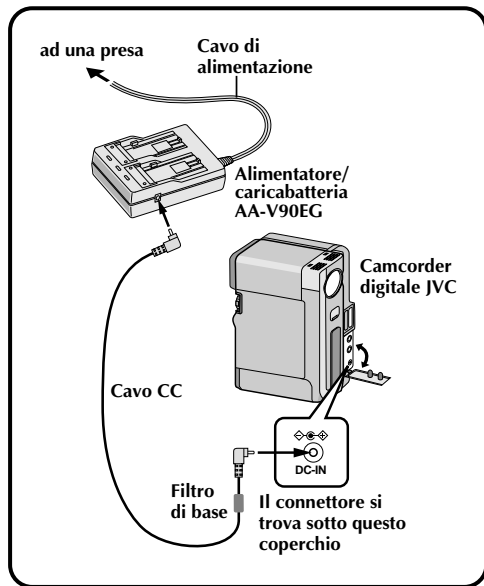 ad una presa
Cavo di
alimentazione
Alimentatore/
caricabatteria
AA-V90EG
Camcorder
digitale JVC
Cavo CC
DC-IN
Filtro
di base
Il connettore si
trova sotto questo
coperchio